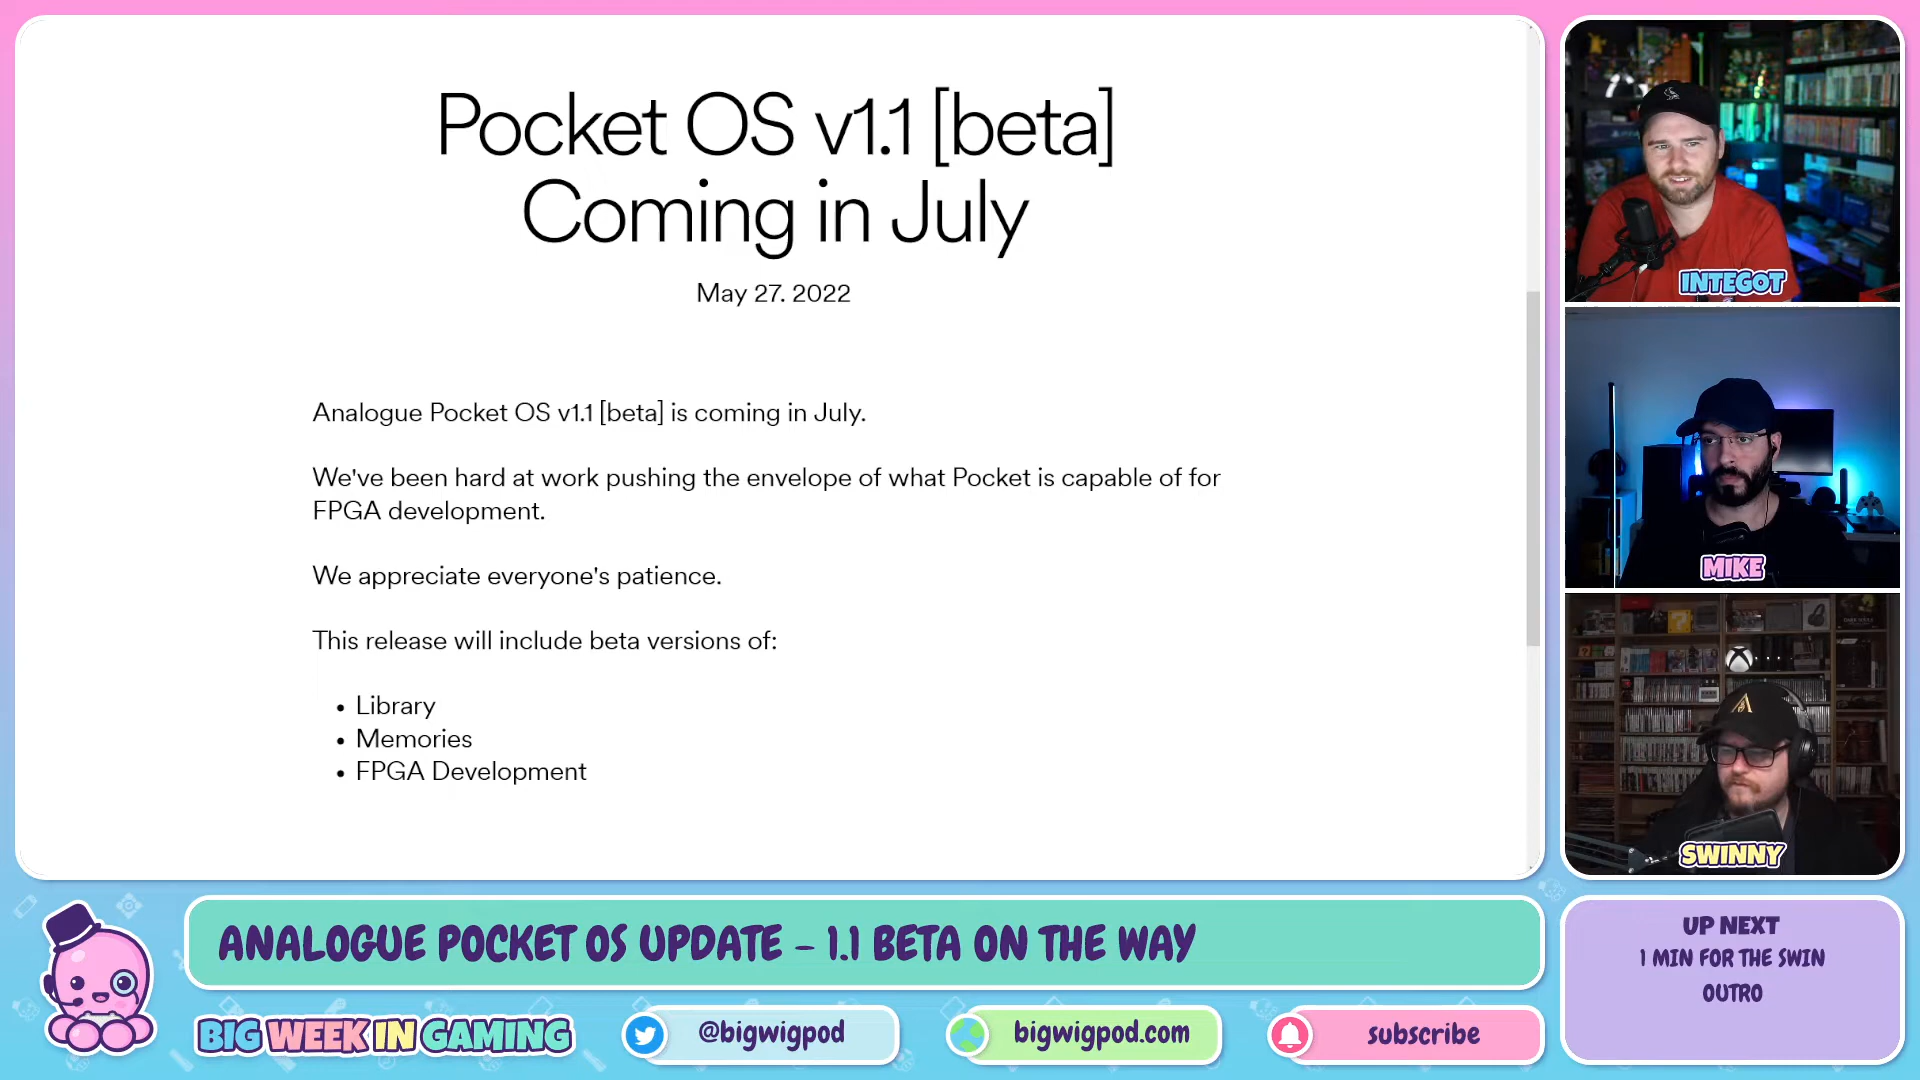 Pocket OS v1.1 [beta]
Coming in July
May 27. 2022
Analogue Pocket OS v1.1 [beta] is coming in July.
We've been hard at work pushing the envelope of what Pocket is capable of for
FPGA development.
We appreciate everyone's patience.
This release will include beta versions of:
• Library
• Memories
• FPGA Development
INTEGOT
MIKE
SWINNY
ANALOGUE POCKET OS UPDATE - 1.1 BETA ON THE WAY
UP NEXT
1 MIN FOR THE SWIN
OUTRO
BIG WEEK IN GAMING
@bigwigpod
bigwigpod.com
subscribe